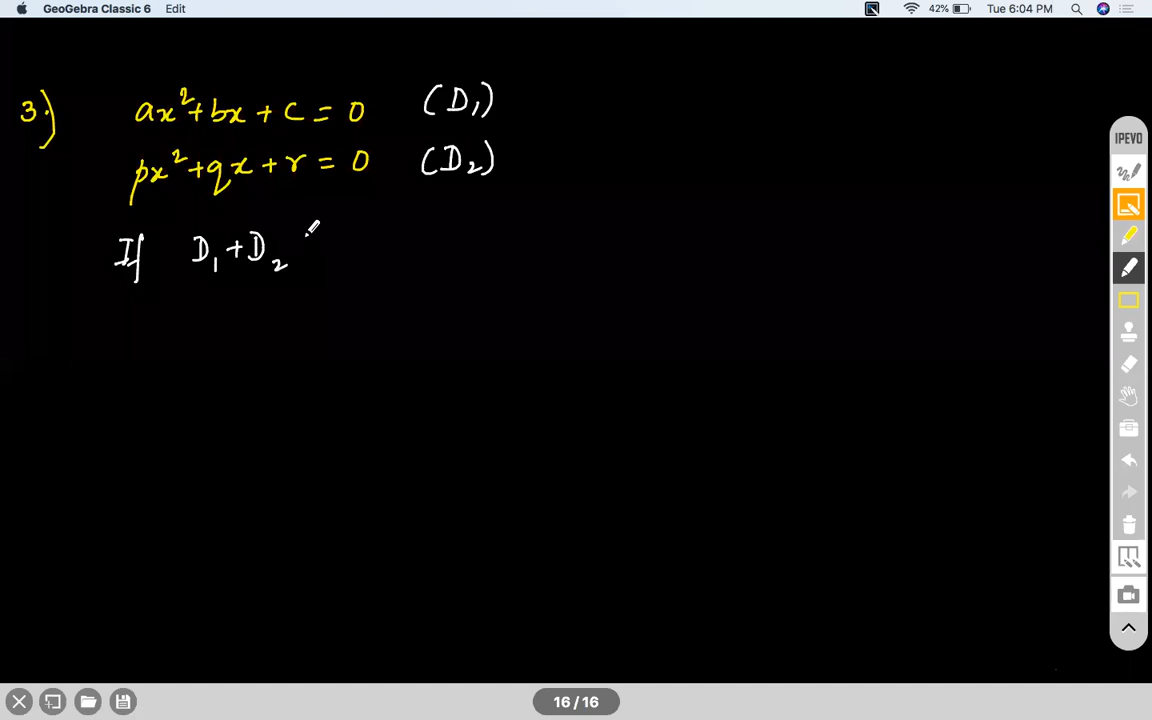 GeoGebra Classic 6 Edit 42% Tue 6:04 PM
3.) ax²+bx+c=0 (D₁)
px²+qx+r=0 (D₂)
If D₁+D₂
IPEVO
16/16